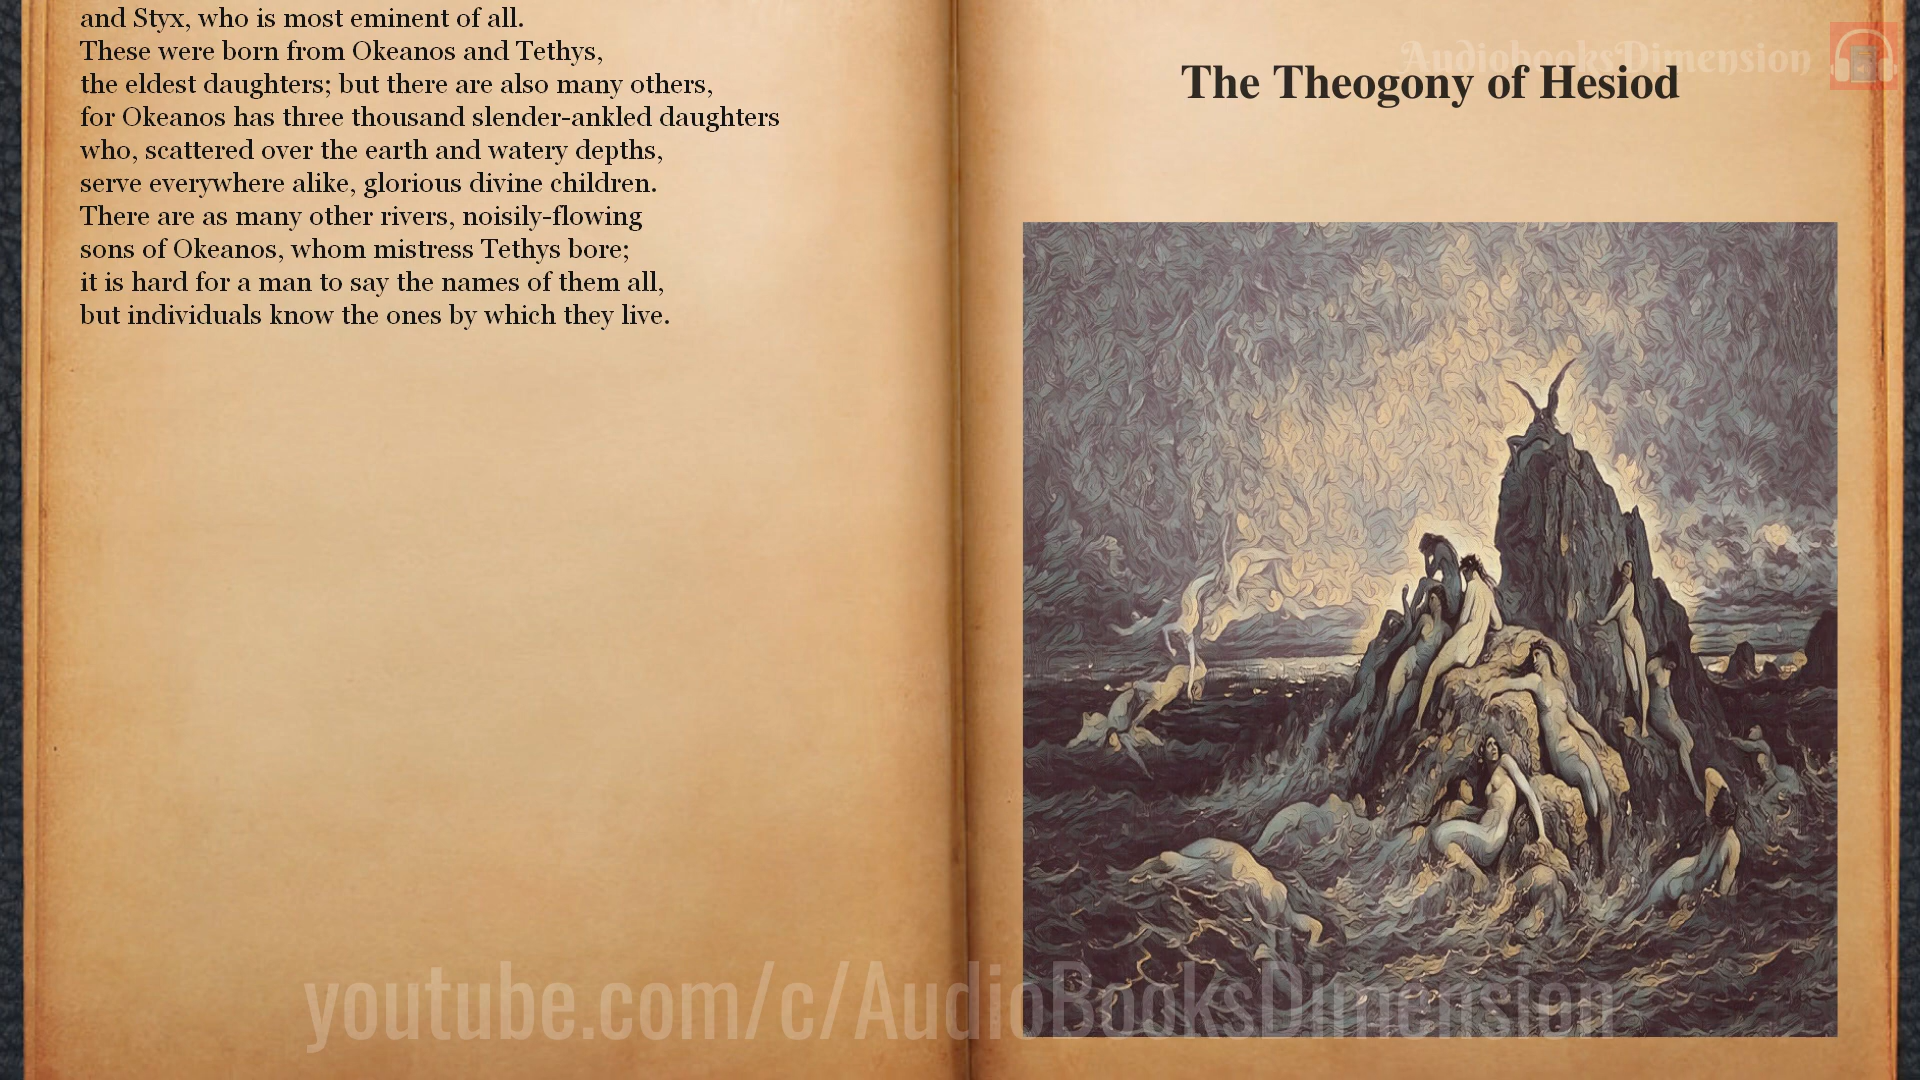 and Styx, who is most eminent of all.
These were born from Okeanos and Tethys,
the eldest daughters; but there are also many others,
for Okeanos has three thousand slender-ankled daughters
who, scattered over the earth and watery depths,
serve everywhere alike, glorious divine children.
There are as many other rivers, noisily-flowing
sons of Okeanos, whom mistress Tethys bore;
it is hard for a man to say the names of them all,
but individuals know the ones by which they live.
AudiobooksDimension
The Theogony of Hesiod
youtube.com/c/AudioBooksDimension